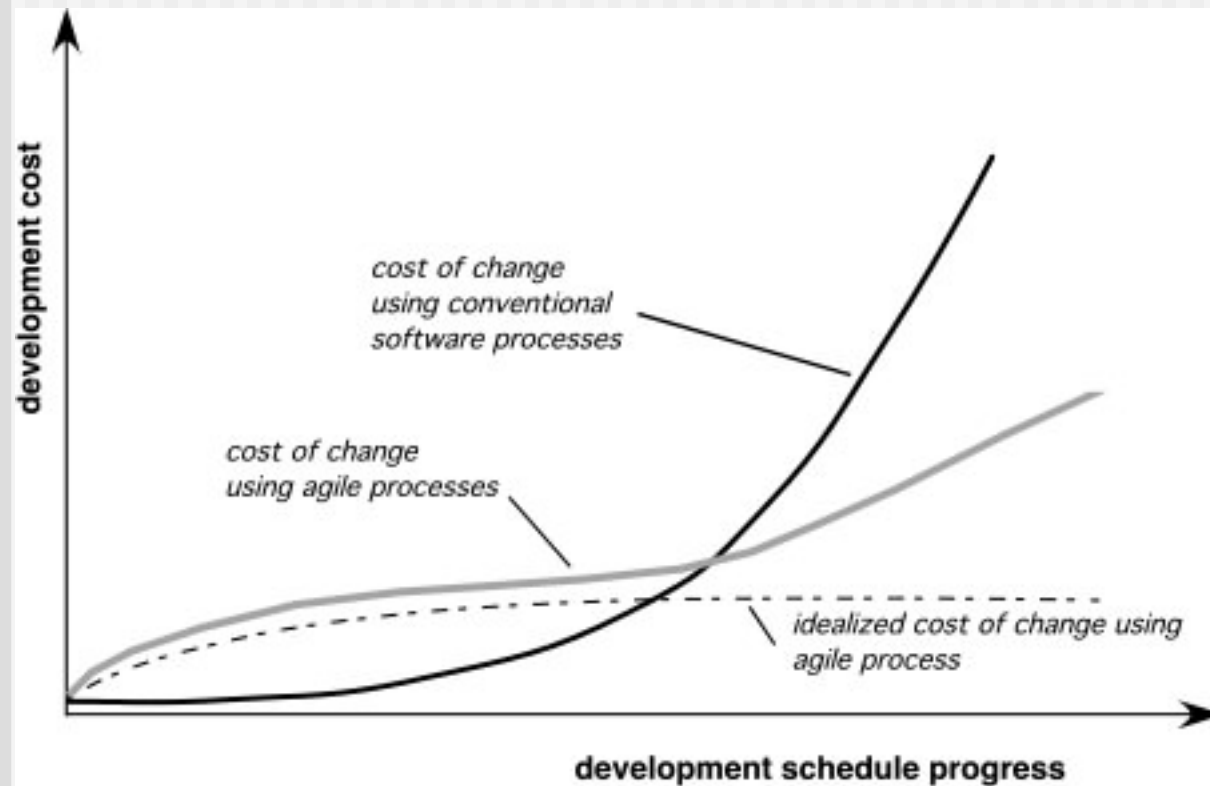 development cost
cost of change
using conventional
software processes
cost of change
using agile processes
idealized cost of change using
agile process
development schedule progress